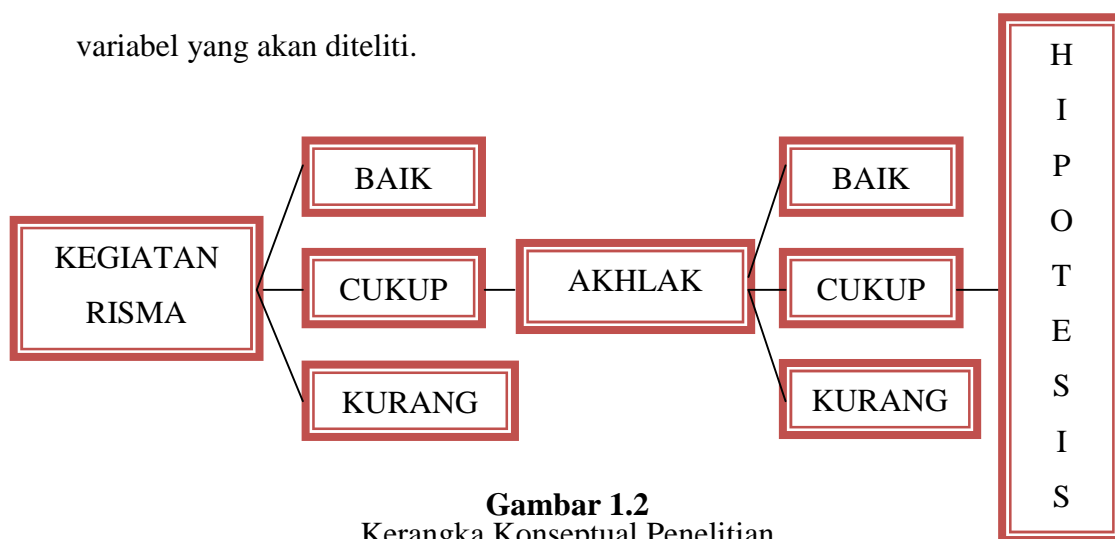 variabel yang akan diteliti.
KEGIATAN
RISMA
BAIK
CUKUP
KURANG
AKHLAK
BAIK
CUKUP
KURANG
H
I
P
O
T
E
S
I
S
Gambar 1.2
Kerangka Konseptual Penelitian